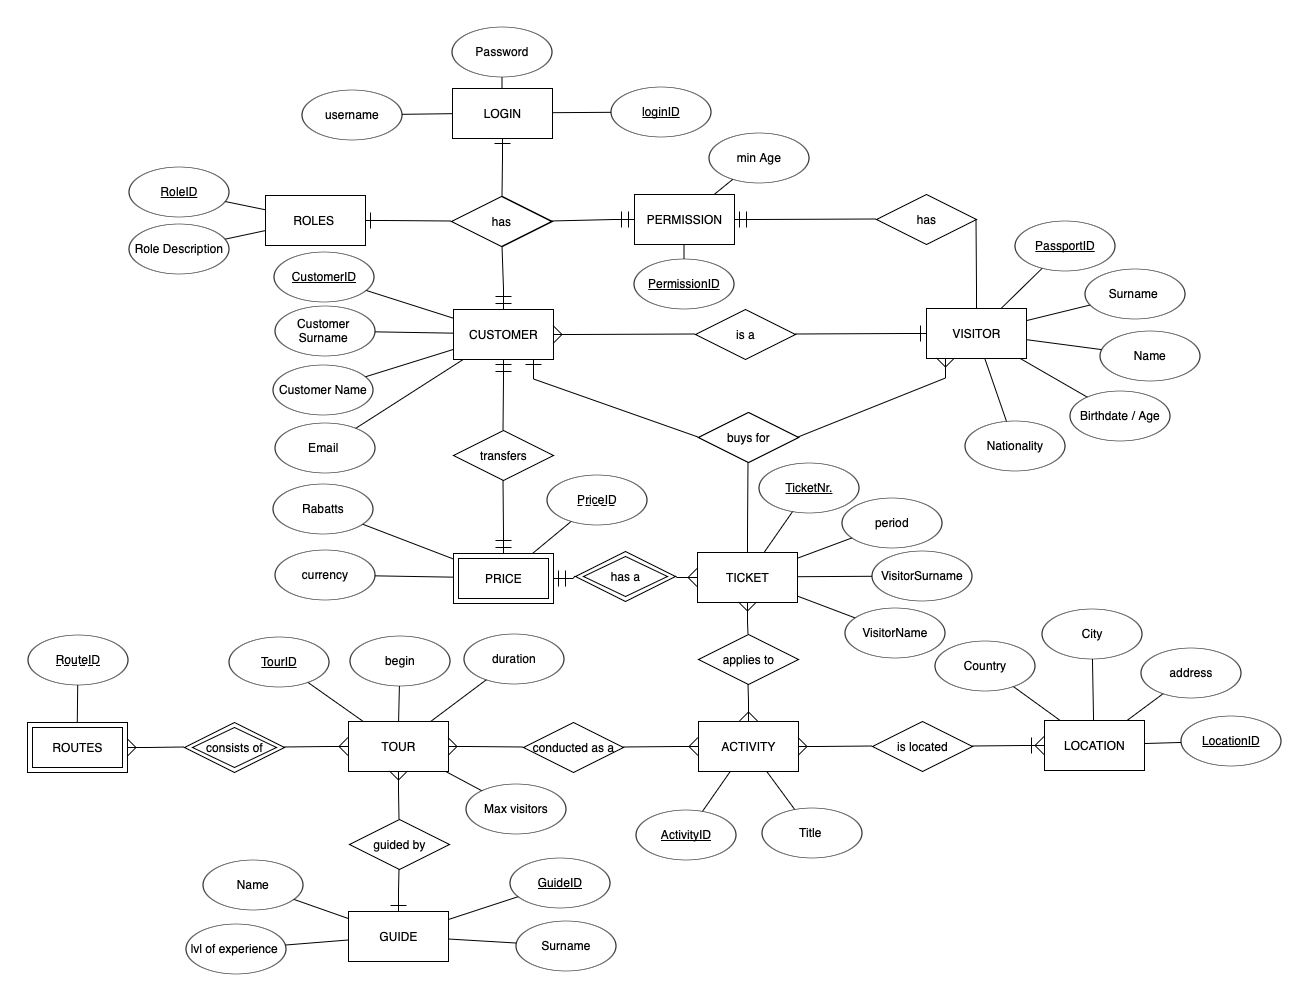 Password
username
LOGIN
loginID
min Age
RoleID
ROLES
has
PERMISSION
has
Role Description
PassportID
CustomerID
PermissionID
Surname
Customer
Surname
CUSTOMER
is a
VISITOR
Name
Customer Name
Birthdate / Age
Email
transfers
buys for
Nationality
Rabatts
PriceID
TicketNr.
period
currency
PRICE
has a
TICKET
VisitorSurname
VisitorName
City
RouteID
TourID
begin
duration
applies to
Country
address
ROUTES
consists of
TOUR
conducted as a
ACTIVITY
is located
LOCATION
LocationID
Max visitors
ActivityID
Title
guided by
Name
GuideID
GUIDE
lvl of experience
Surname